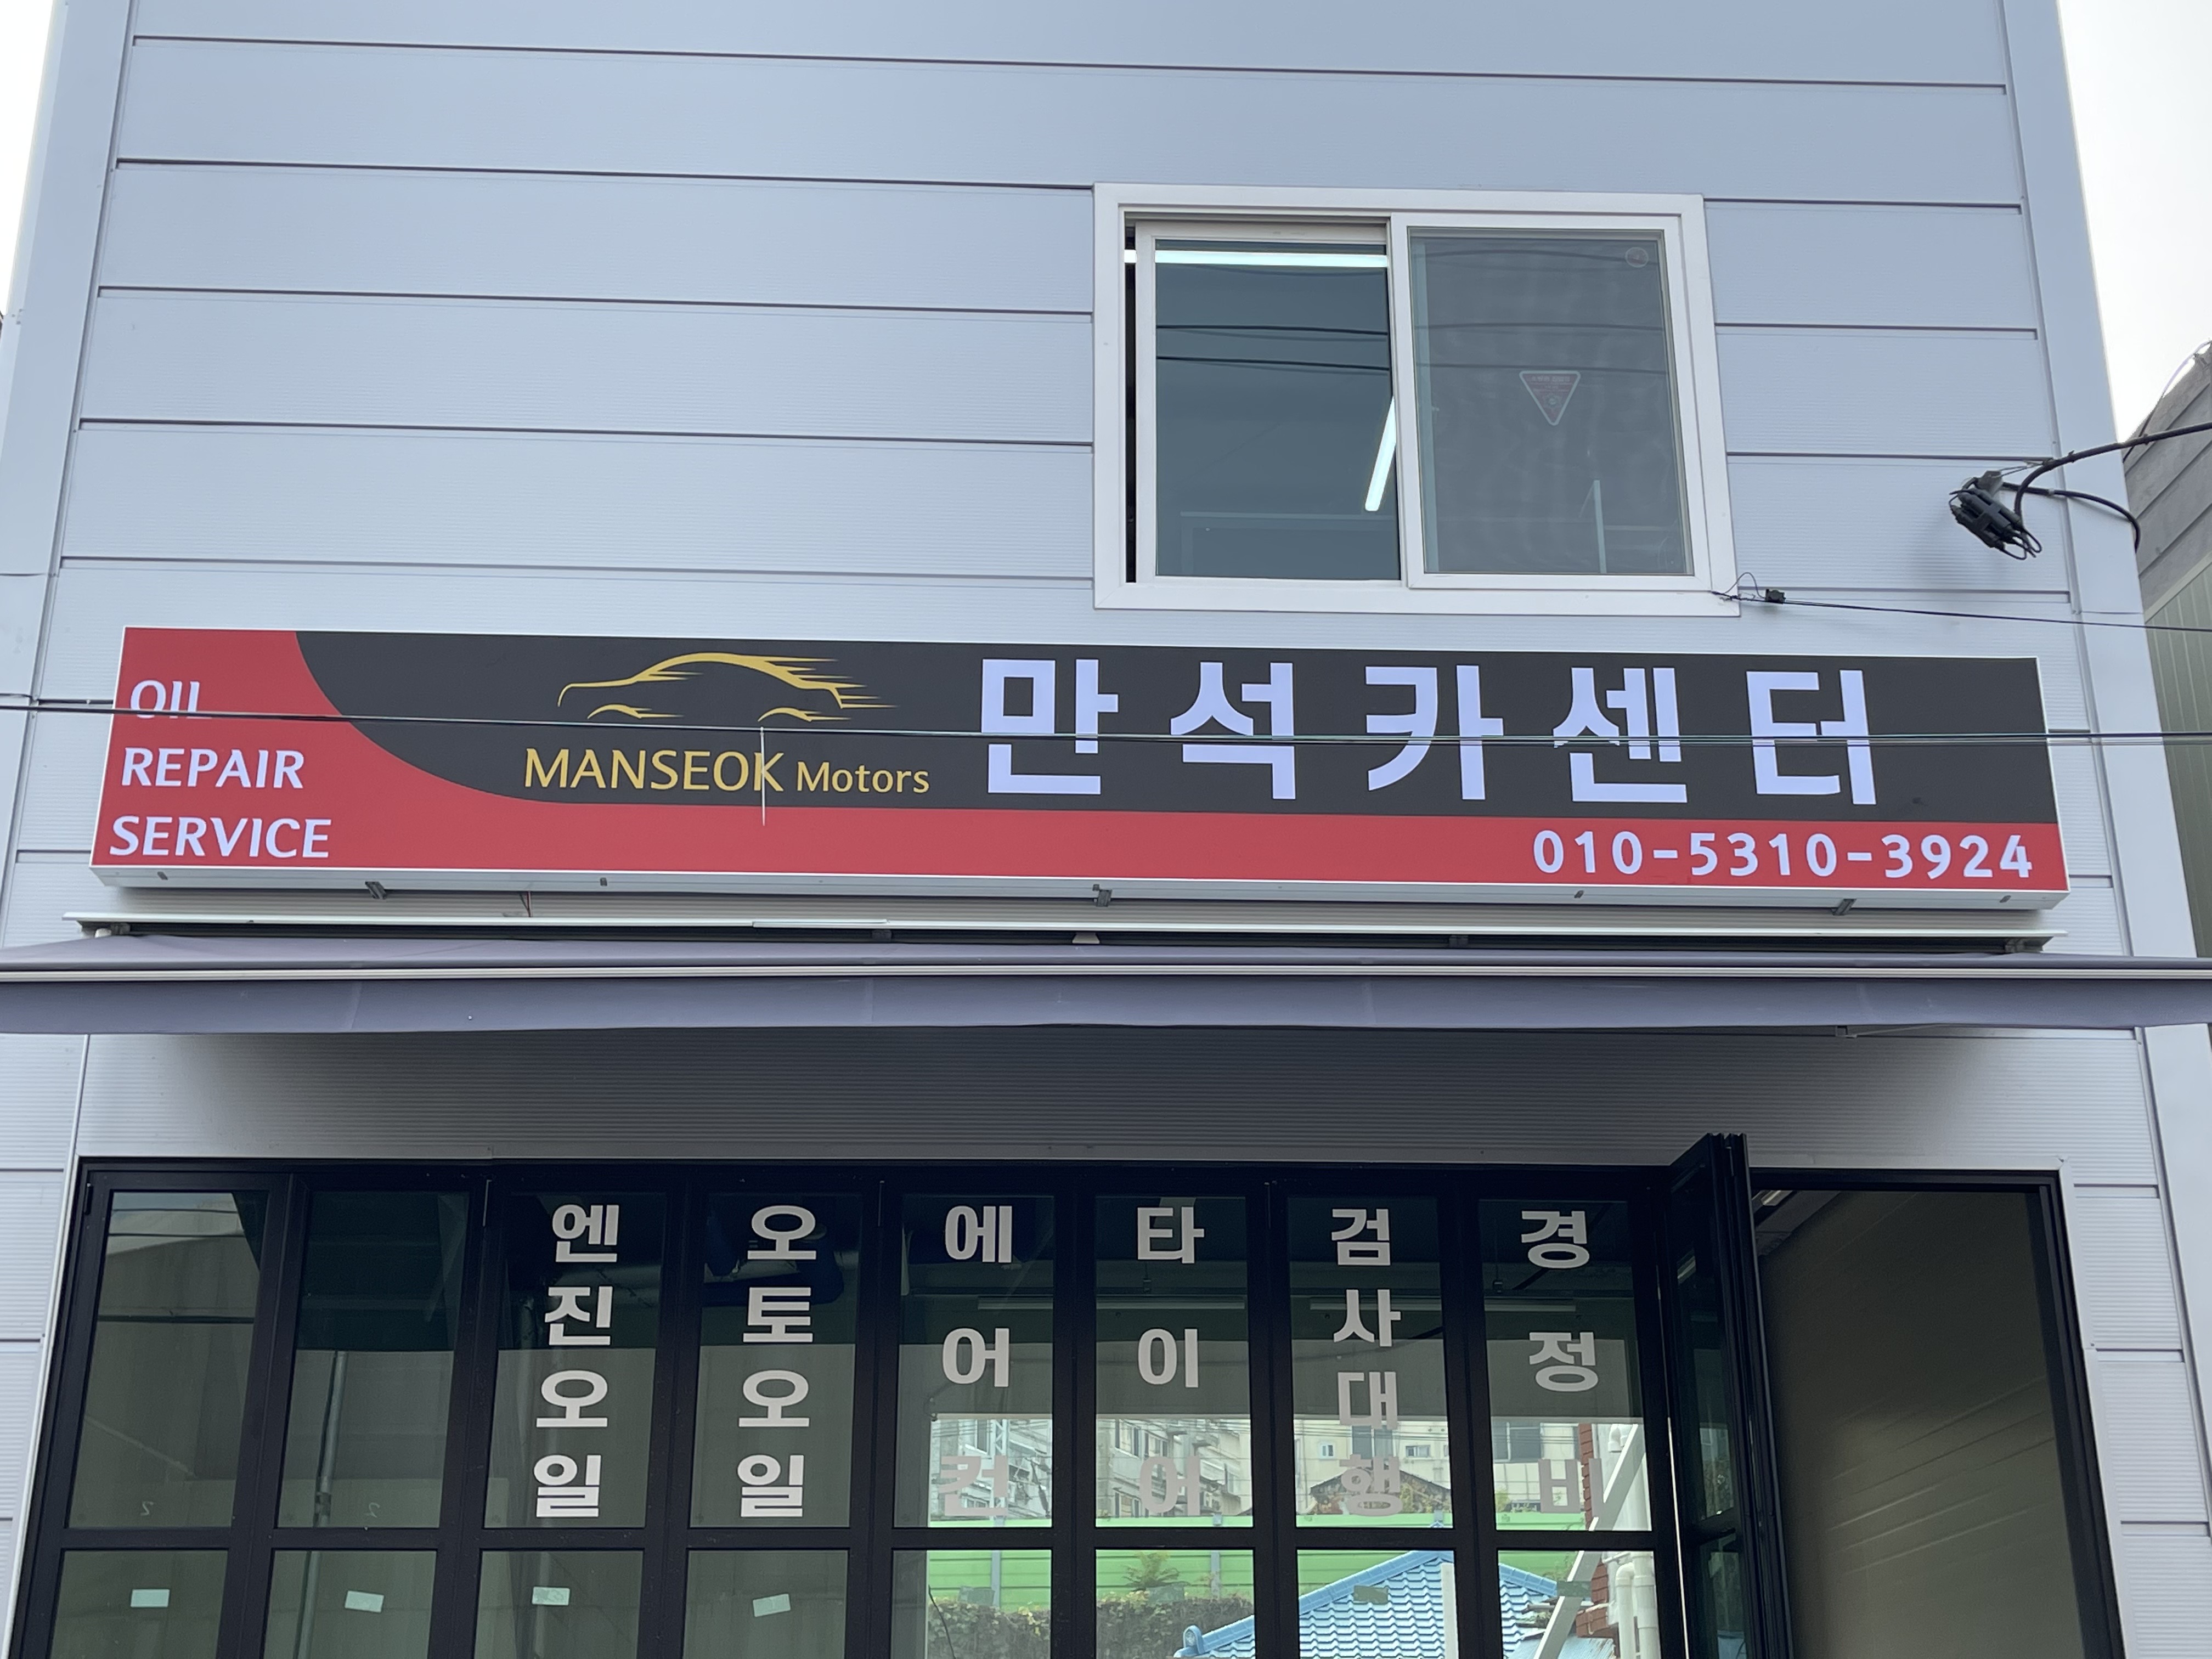 OIL
REPAIR
SERVICE
MANSEOK Motors
만석카센터
010-5310-3924
엔진오일
오토오일
에어컨
타이어
검사대행
경정비